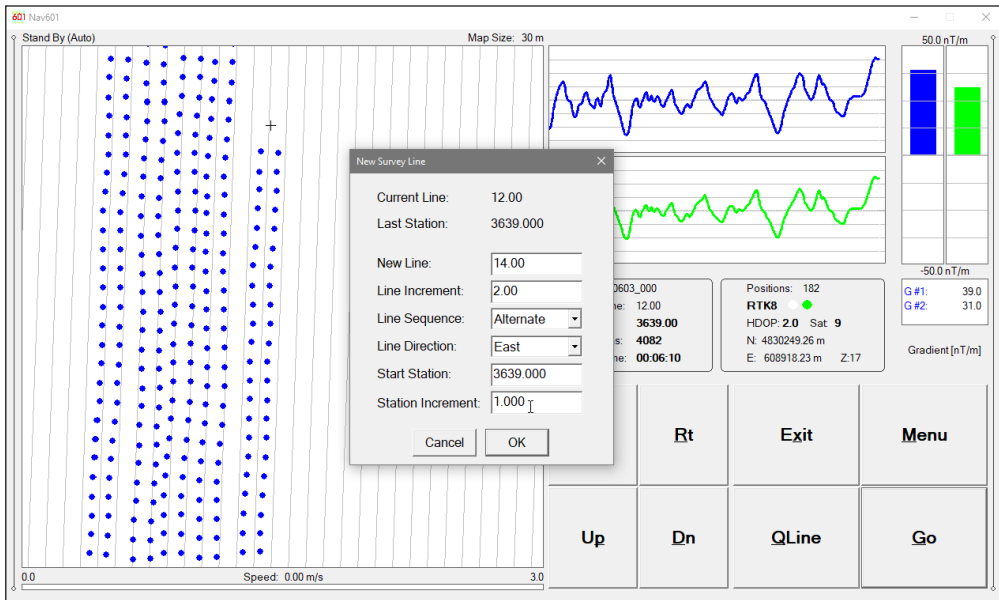 601 Nav601
Stand By (Auto)
Map Size: 30 m
50.0 nT/m
New Survey Line
Current Line: 12.00
Last Station: 3639.000
New Line: 14.00
Line Increment: 2.00
Line Sequence: Alternate
Line Direction: East
Start Station: 3639.000
Station Increment: 1.000
Cancel
OK
-50.0 nT/m
12.00
3639.00
4082
00:06:10
Positions: 182
RTK8
HDOP: 2.0 Sat: 9
N: 4830249.26 m
E: 608918.23 m Z:17
G #1: 39.0
G #2: 31.0
Gradient [nT/m]
Rt
Exit
Menu
Up
Dn
QLine
Go
0.0
Speed: 0.00 m/s
3.0